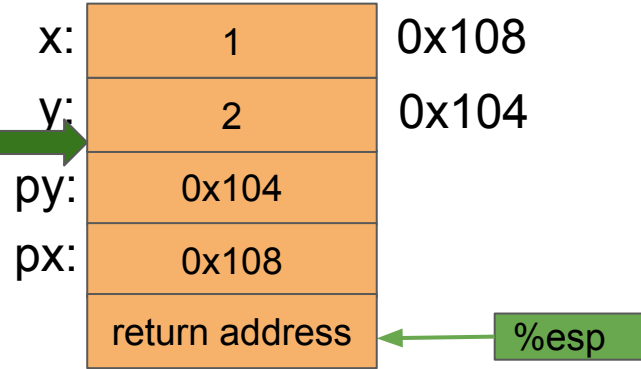 x: 1 0x108
y: 2 0x104
py: 0x104
px: 0x108
return address %esp